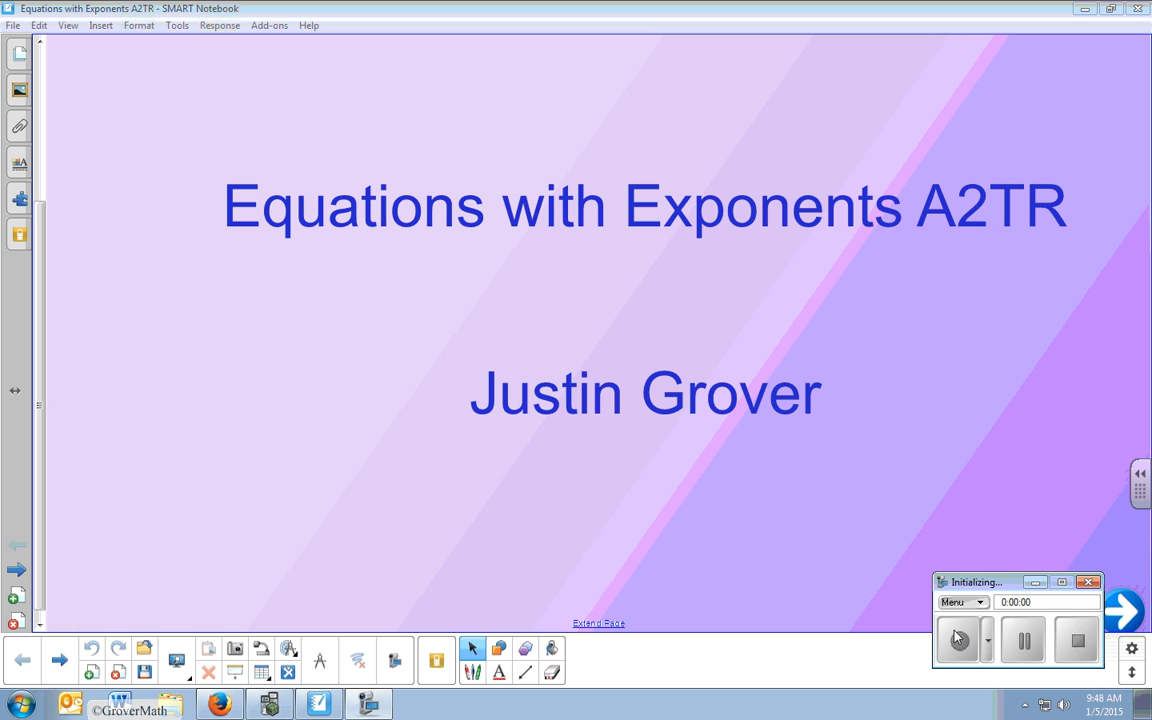 Equations with Exponents A2TR - SMART Notebook
File Edit View Insert Format Tools Response Add-ons Help
Equations with Exponents A2TR
Justin Grover
Initializing...
Menu 0:00:00
Extend Page
9:48 AM
©GroverMath
1/5/2015